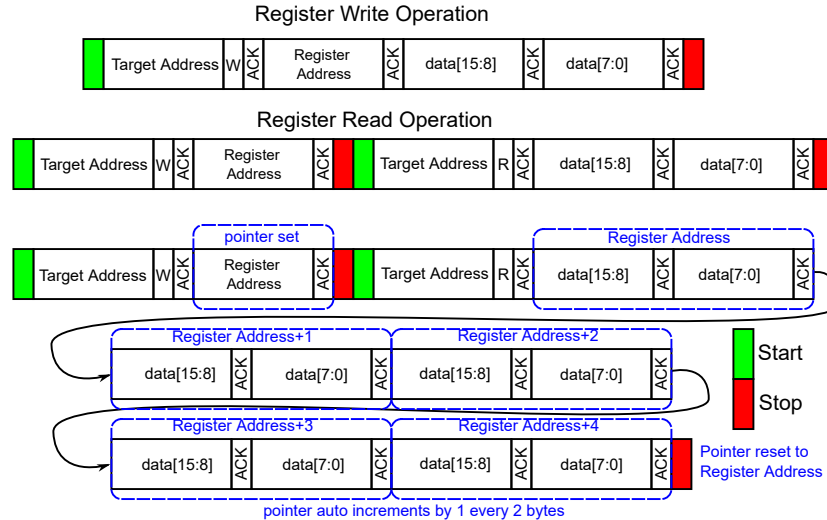 Register Write Operation
Target Address W ACK Register Address ACK data[15:8] ACK data[7:0] ACK
Register Read Operation
Target Address W ACK Register Address ACK Target Address R ACK data[15:8] ACK data[7:0] ACK
pointer set Register Address
Target Address W ACK Register Address ACK Target Address R ACK data[15:8] ACK data[7:0] ACK
Register Address+1 Register Address+2
data[15:8] ACK data[7:0] ACK data[15:8] ACK data[7:0] ACK
Start
Stop
Register Address+3 Register Address+4
data[15:8] ACK data[7:0] ACK data[15:8] ACK data[7:0] ACK
Pointer reset to
Register Address
pointer auto increments by 1 every 2 bytes